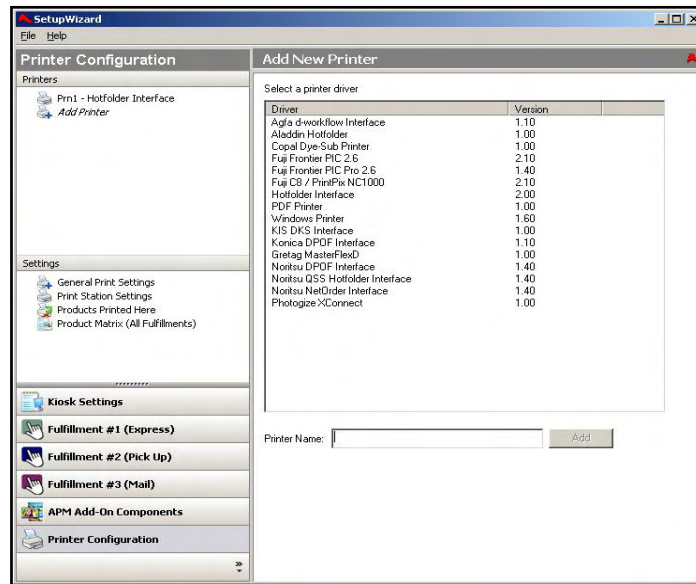 SetupWizard
File Help
Printer Configuration
Printers
Prn1 - Hotfolder Interface
Add Printer
Settings
General Print Settings
Print Station Settings
Products Printed Here
Product Matrix (All Fulfillments)
Kiosk Settings
Fulfillment #1 (Express)
Fulfillment #2 (Pick Up)
Fulfillment #3 (Mail)
APM Add-On Components
Printer Configuration
»
Add New Printer
Select a printer driver
Driver Version
Agfa d-workflow Interface 1.10
Aladdin Hotfolder 1.00
Copal Dye-Sub Printer 1.00
Fuji Frontier PIC 2.6 2.10
Fuji Frontier PIC Pro 2.6 1.40
Fuji C8 / PrintPix NC1000 2.10
Hotfolder Interface 2.00
PDF Printer 1.00
Windows Printer 1.60
KIS DKS Interface 1.00
Konica DPOF Interface 1.10
Gretag MasterFlexD 1.00
Noritsu DPOF Interface 1.40
Noritsu QSS Hotfolder Interface 1.40
Noritsu NetOrder Interface 1.40
Photogize XConnect 1.00
Printer Name:
Add